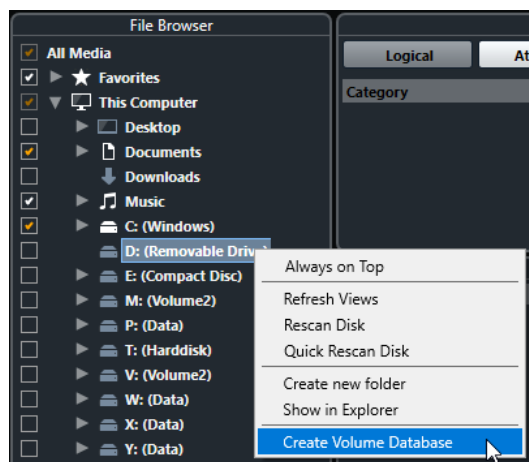 File Browser
All Media
Favorites
This Computer
Desktop
Documents
Downloads
Music
C: (Windows)
D: (Removable Drive)
E: (Compact Disc)
M: (Volume2)
P: (Data)
T: (Harddisk)
V: (Volume2)
W: (Data)
X: (Data)
Y: (Data)
Logical
Category
Always on Top
Refresh Views
Rescan Disk
Quick Rescan Disk
Create new folder
Show in Explorer
Create Volume Database